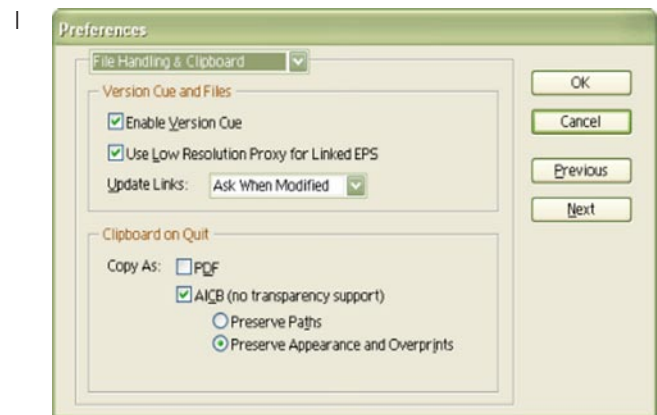 Preferences
File Handling & Clipboard
Version Cue and Files
Enable Version Cue
Use Low Resolution Proxy for Linked EPS
Update Links: Ask When Modified
Clipboard on Quit
Copy As: PDF
AICB (no transparency support)
Preserve Paths
Preserve Appearance and Overprints
OK
Cancel
Previous
Next